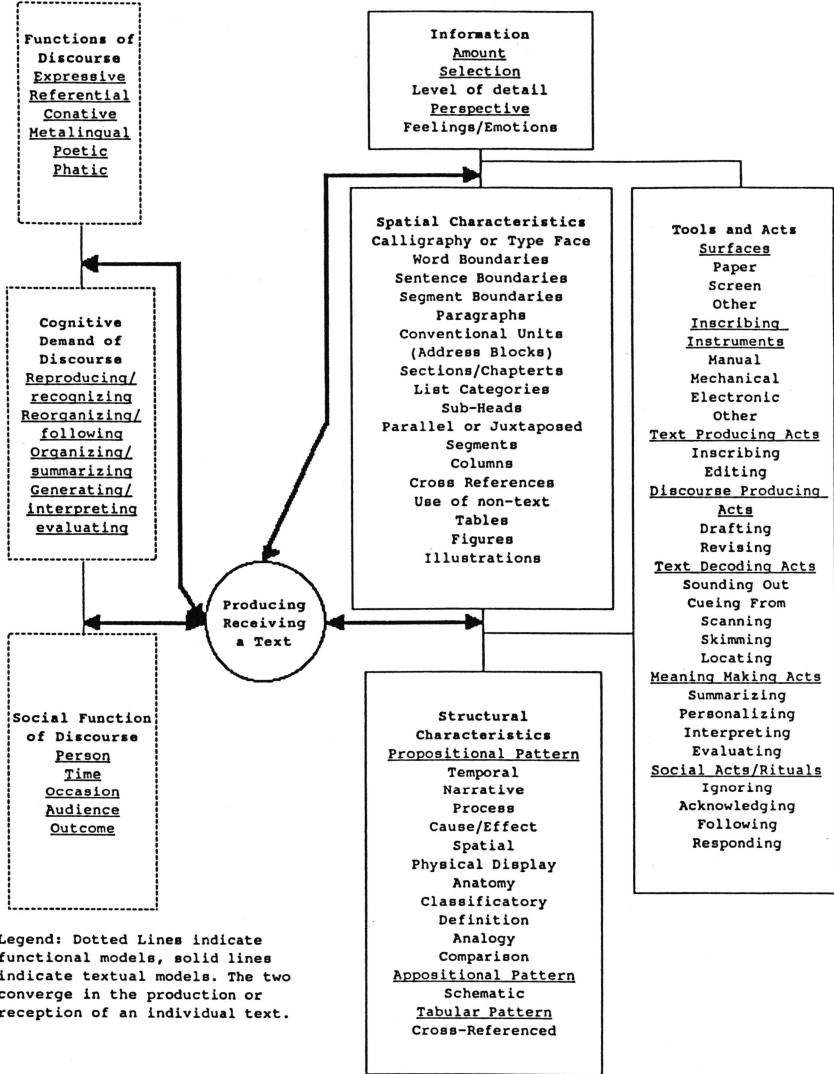 Functions of
Discourse
Expressive
Referential
Conative
Metalingual
Poetic
Phatic
Cognitive
Demand of
Discourse
Reproducing/
recognizing
Reorganizing/
following
Organizing/
summarizing
Generating/
interpreting
evaluating
Social Function
of Discourse
Person
Time
Occasion
Audience
Outcome
Producing
Receiving
a Text
Information
Amount
Selection
Level of detail
Perspective
Feelings/Emotions
Spatial Characteristics
Calligraphy or Type Face
Word Boundaries
Sentence Boundaries
Segment Boundaries
Paragraphs
Conventional Units
(Address Blocks)
Sections/Chapterts
List Categories
Sub-Heads
Parallel or Juxtaposed
Segments
Columns
Cross References
Use of non-text
Tables
Figures
Illustrations
Structural
Characteristics
Propositional Pattern
Temporal
Narrative
Process
Cause/Effect
Spatial
Physical Display
Anatomy
Classificatory
Definition
Analogy
Comparison
Appositional Pattern
Schematic
Tabular Pattern
Cross-Referenced
Tools and Acts
Surfaces
Paper
Screen
Other
Inscribing
Instruments
Manual
Mechanical
Electronic
Other
Text Producing Acts
Inscribing
Editing
Discourse Producing
Acts
Drafting
Revising
Text Decoding Acts
Sounding Out
Cueing From
Scanning
Skimming
Locating
Meaning Making Acts
Summarizing
Personalizing
Interpreting
Evaluating
Social Acts/Rituals
Ignoring
Acknowledging
Following
Responding
Legend: Dotted Lines indicate
functional models, solid lines
indicate textual models. The two
converge in the production or
reception of an individual text.